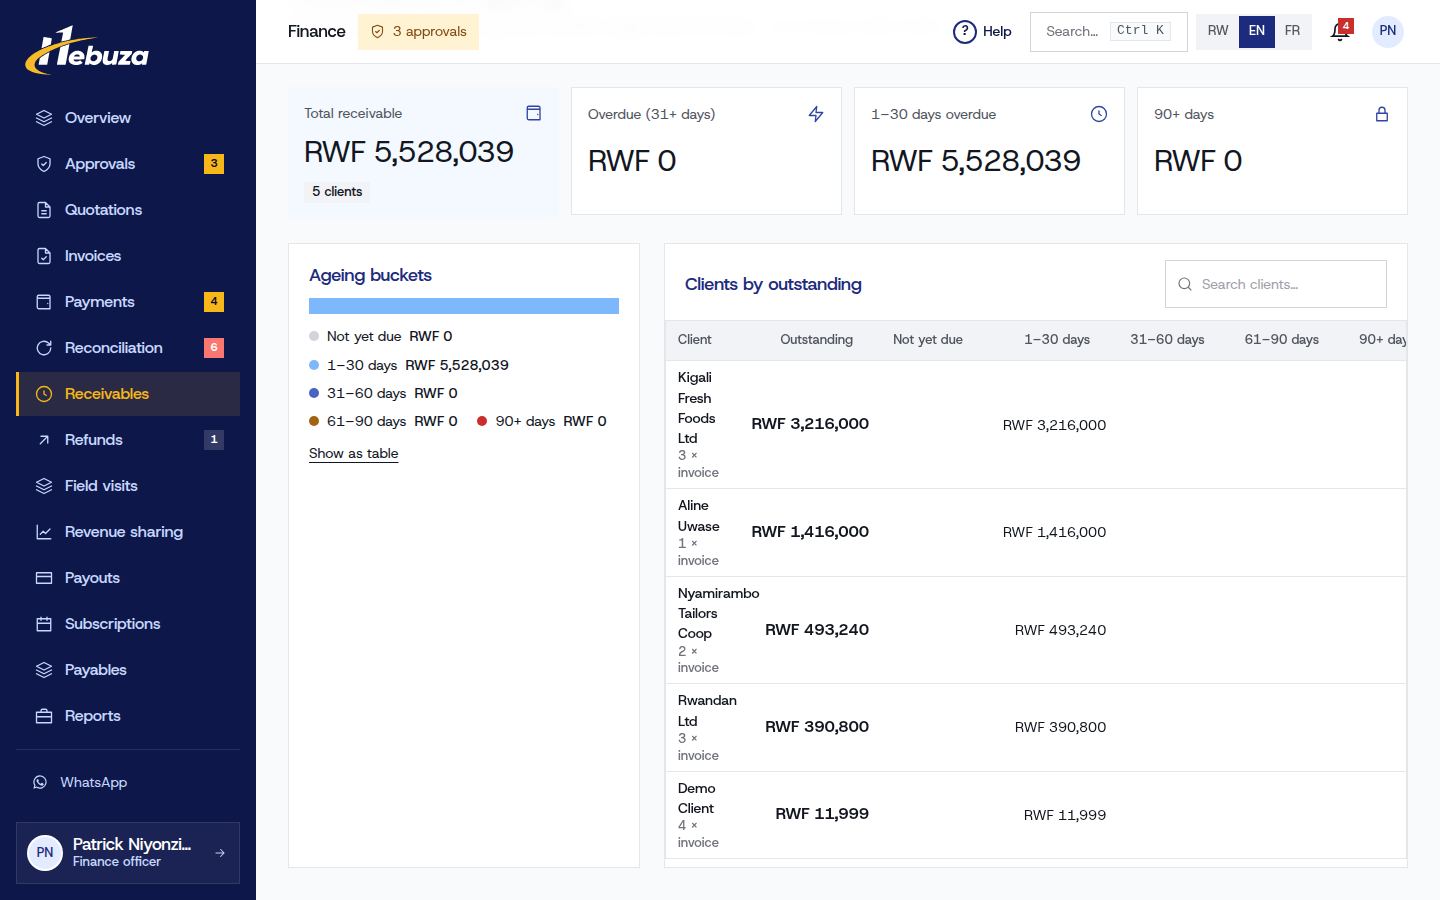 Hebuza
Overview
Approvals 3
Quotations
Invoices
Payments 4
Reconciliation 6
Receivables
Refunds 1
Field visits
Revenue sharing
Payouts
Subscriptions
Payables
Reports
WhatsApp
PN Patrick Niyonzi...
Finance officer
Finance 3 approvals
? Help Search... Ctrl K RW EN FR 4 PN
Total receivable
RWF 5,528,039
5 clients
Overdue (31+ days)
RWF 0
1–30 days overdue
RWF 5,528,039
90+ days
RWF 0
Ageing buckets
Not yet due RWF 0
1–30 days RWF 5,528,039
31–60 days RWF 0
61–90 days RWF 0 90+ days RWF 0
Show as table
Clients by outstanding
Search clients...
Client Outstanding Not yet due 1–30 days 31–60 days 61–90 days 90+ day
Kigali
Fresh
Foods
Ltd
3 ×
invoice
RWF 3,216,000 RWF 3,216,000
Aline
Uwase
1 ×
invoice
RWF 1,416,000 RWF 1,416,000
Nyamirambo
Tailors
Coop
2 ×
invoice
RWF 493,240 RWF 493,240
Rwandan
Ltd
3 ×
invoice
RWF 390,800 RWF 390,800
Demo
Client
4 ×
invoice
RWF 11,999 RWF 11,999